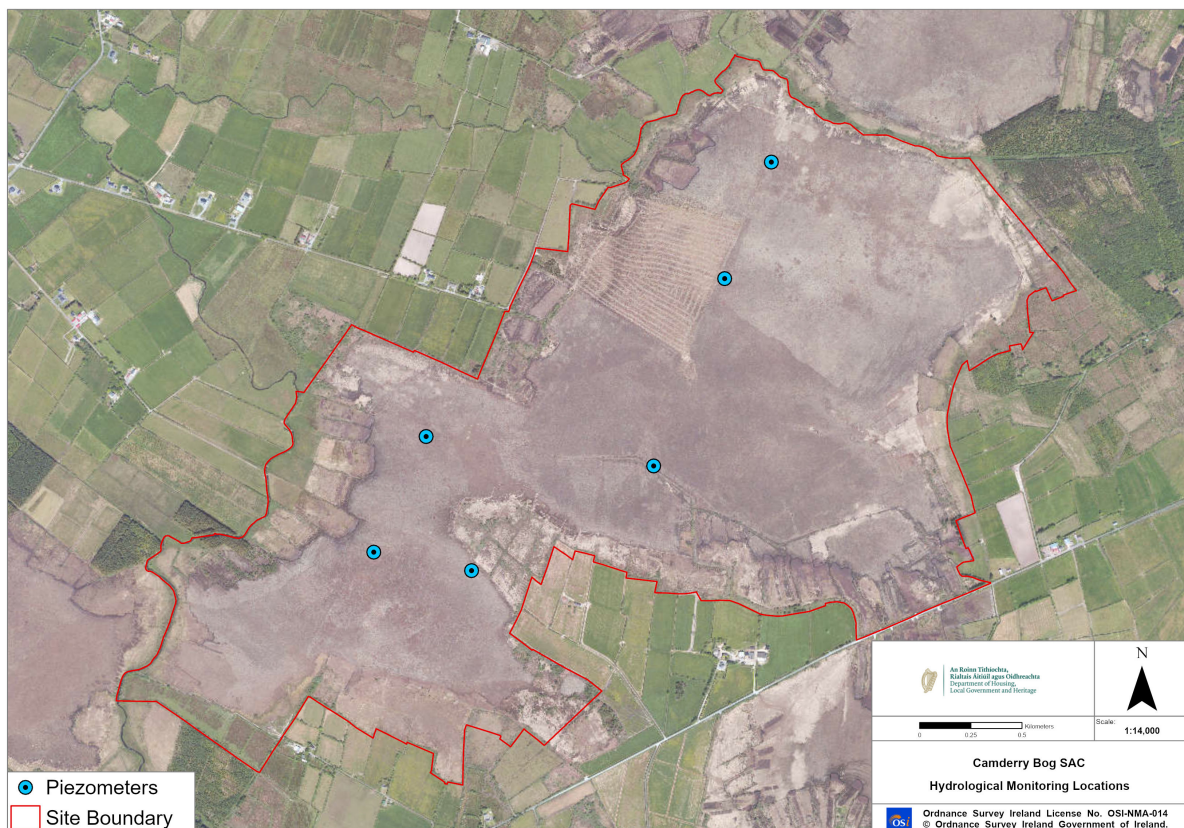 An Roinn Tithíochta,
Rialtais Áitiúil agus Oidhreachta
Department of Housing,
Local Government and Heritage
N
0
0.25
0.5
Kilometers
Scale:
1:14,000
Camderry Bog SAC
Hydrological Monitoring Locations
Piezometers
Site Boundary
OSi
Ordnance Survey Ireland License No. OSI-NMA-014
© Ordnance Survey Ireland Government of Ireland.